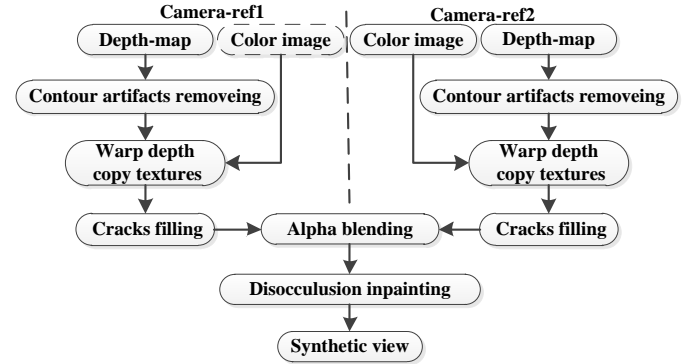 Camera-ref1
Camera-ref2
Depth-map
Color image
Color image
Depth-map
Contour artifacts removeing
Contour artifacts removeing
Warp depth
copy textures
Warp depth
copy textures
Cracks filling
Alpha blending
Cracks filling
Disocculusion inpainting
Synthetic view